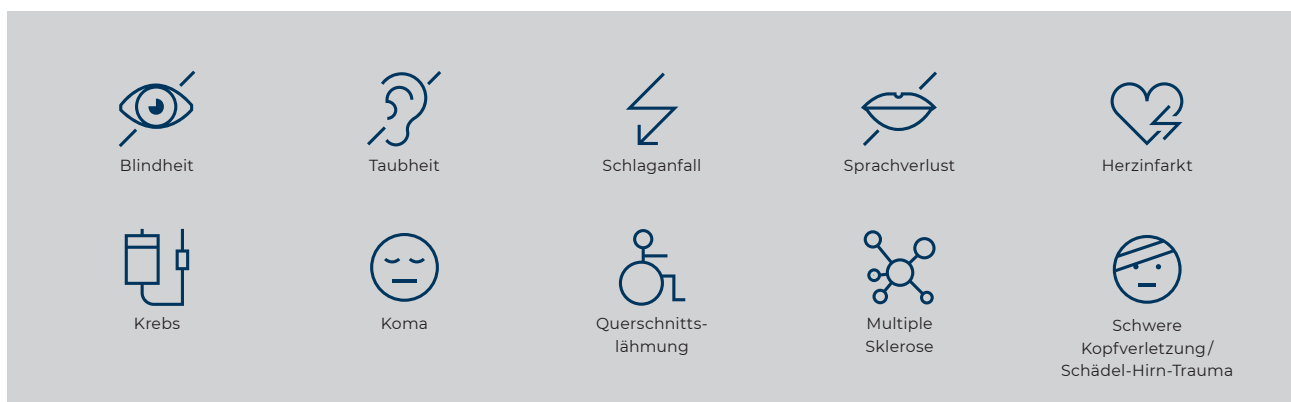 Blindheit
Taubheit
Schlaganfall
Sprachverlust
Herzinfarkt
Krebs
Koma
Querschnitts-
lähmung
Multiple
Sklerose
Schwere
Kopfverletzung/
Schädel-Hirn-Trauma